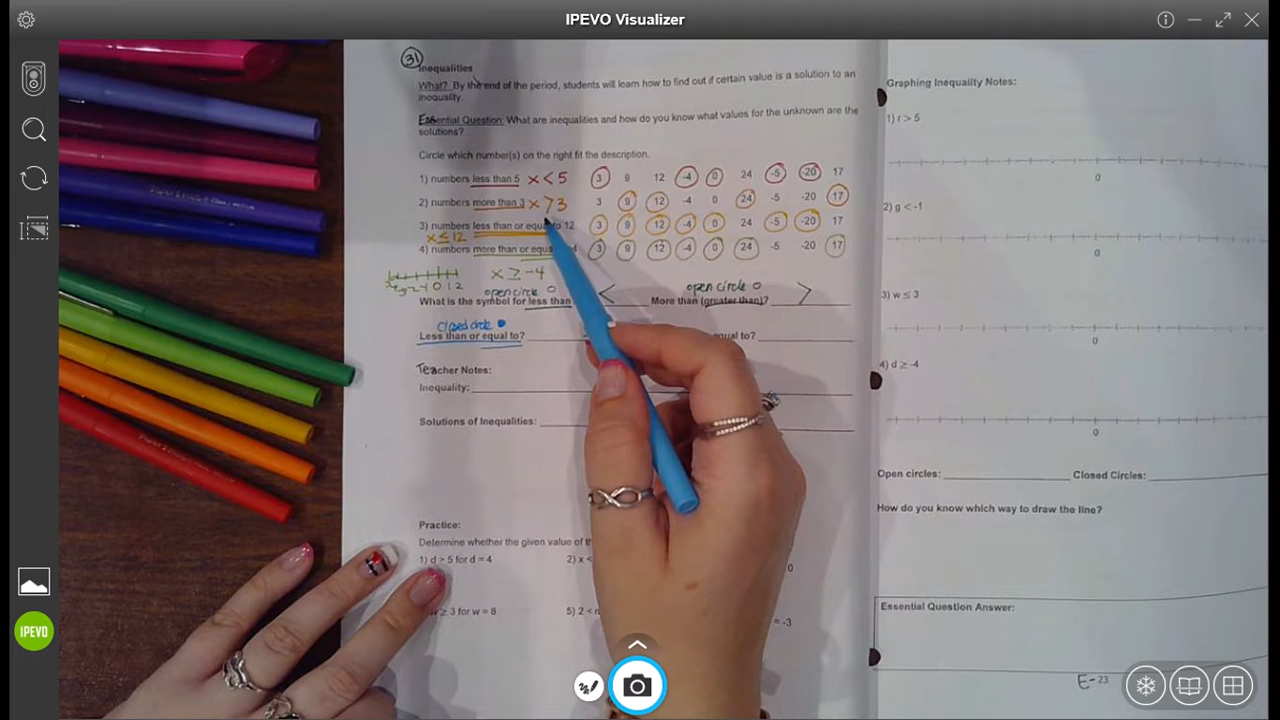 IPEVO Visualizer
31
Inequalities
What? By the end of the period, students will learn how to find out if certain value is a solution to an
inequality.
Essential Question: What are inequalities and how do you know what values for the unknown are the
solutions?
Circle which number(s) on the right fit the description.
1) numbers less than 5 x < 5 3 9 12 -4 0 24 -5 -20 17
2) numbers more than 3 x > 3 3 9 12 -4 0 24 -5 -20 17
3) numbers less than or equal to 12 3 9 12 -4 0 24 -5 -20 17
x ≤ 12
4) numbers more than or 3 9 12 -4 0 24 -5 -20 17
-1 0 1 2
x ≥ -4
open circle open circle
What is the symbol for less than < More than (greater than)? >
closed circle
Less than or equal to? equal to?
Teacher Notes:
Inequality:
Solutions of Inequalities:
Practice:
Determine whether the given value of
1) d > 5 for d = 4 2) x < 0
≥ 3 for w = 8 5) 2 < = -3
Graphing Inequality Notes:
1) r > 5
0
2) g < -1
0
3) w ≤ 3
0
4) d ≥ -4
0
Open circles: Closed Circles:
How do you know which way to draw the line?
Essential Question Answer:
E-23
IPEVO